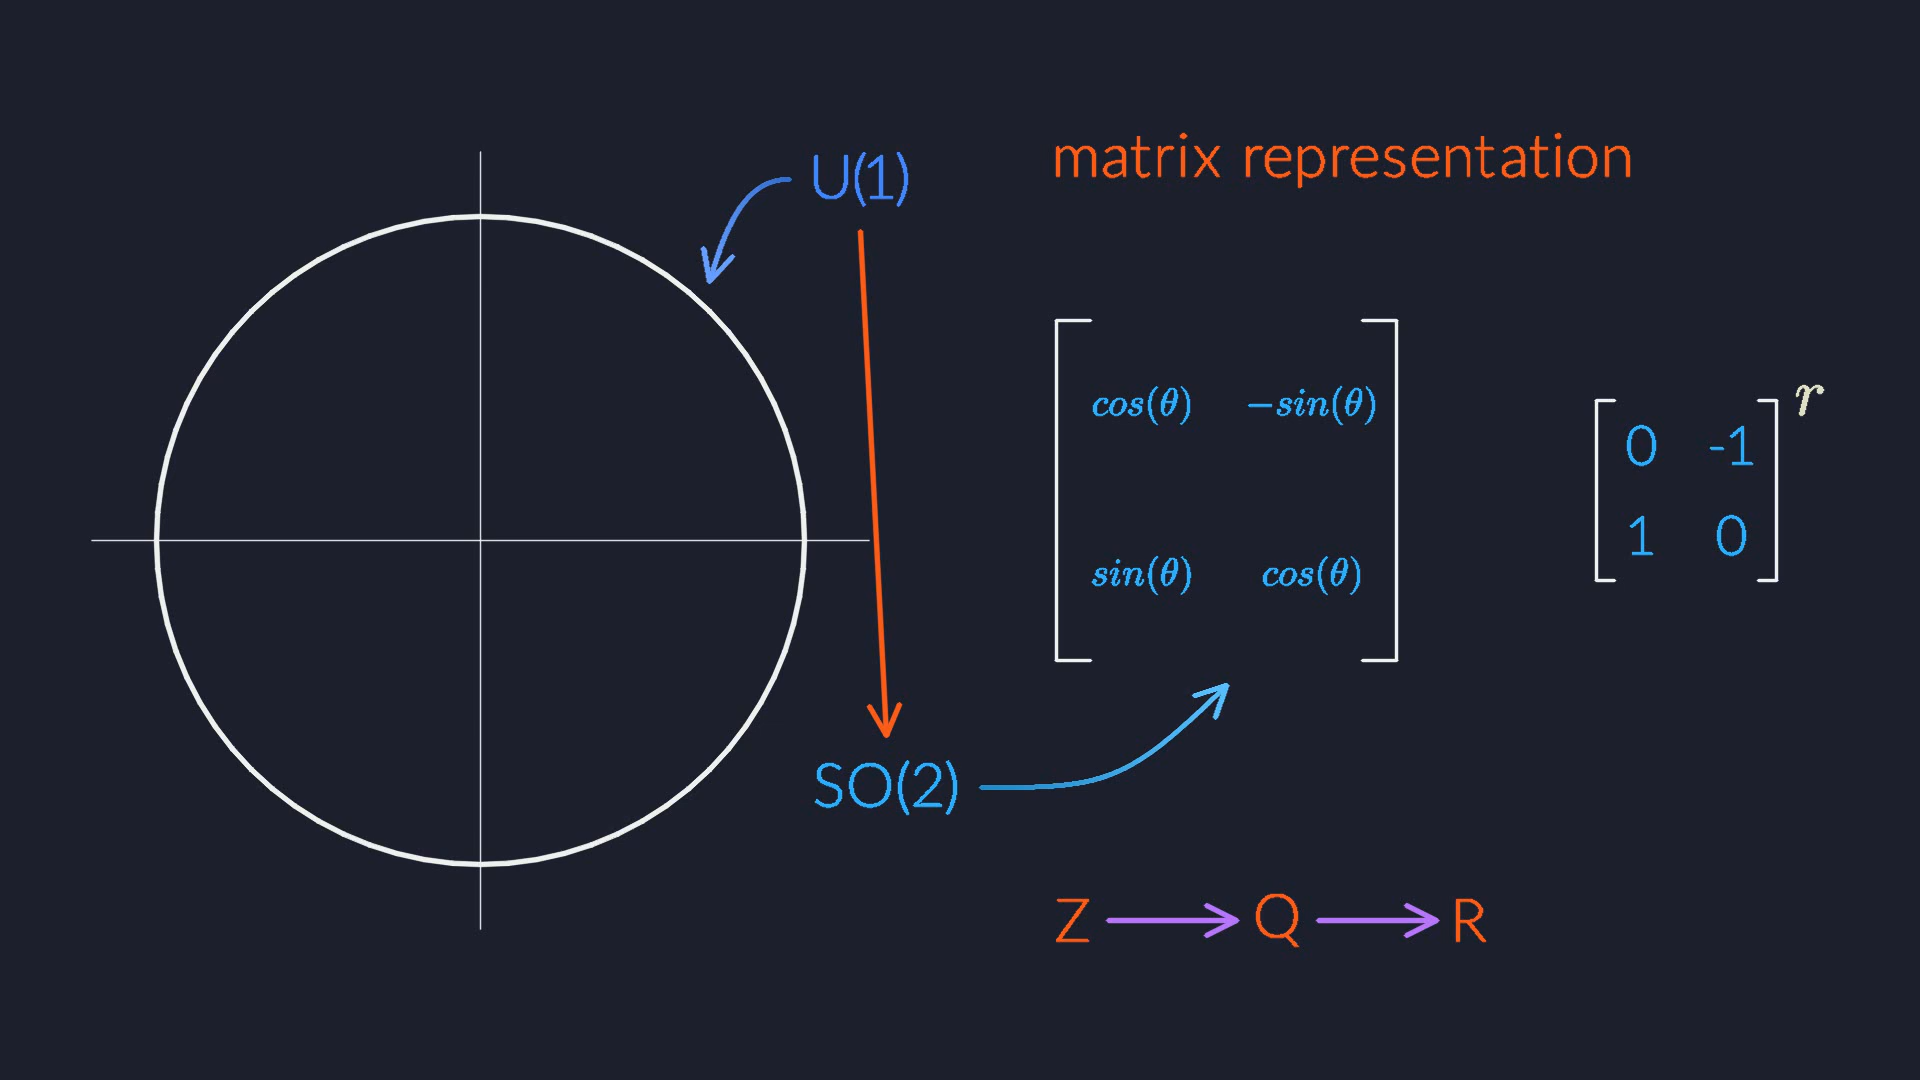 U(1)
matrix representation
cos(θ) −sin(θ)
sin(θ) cos(θ)
r
0 -1
1 0
SO(2)
Z Q R